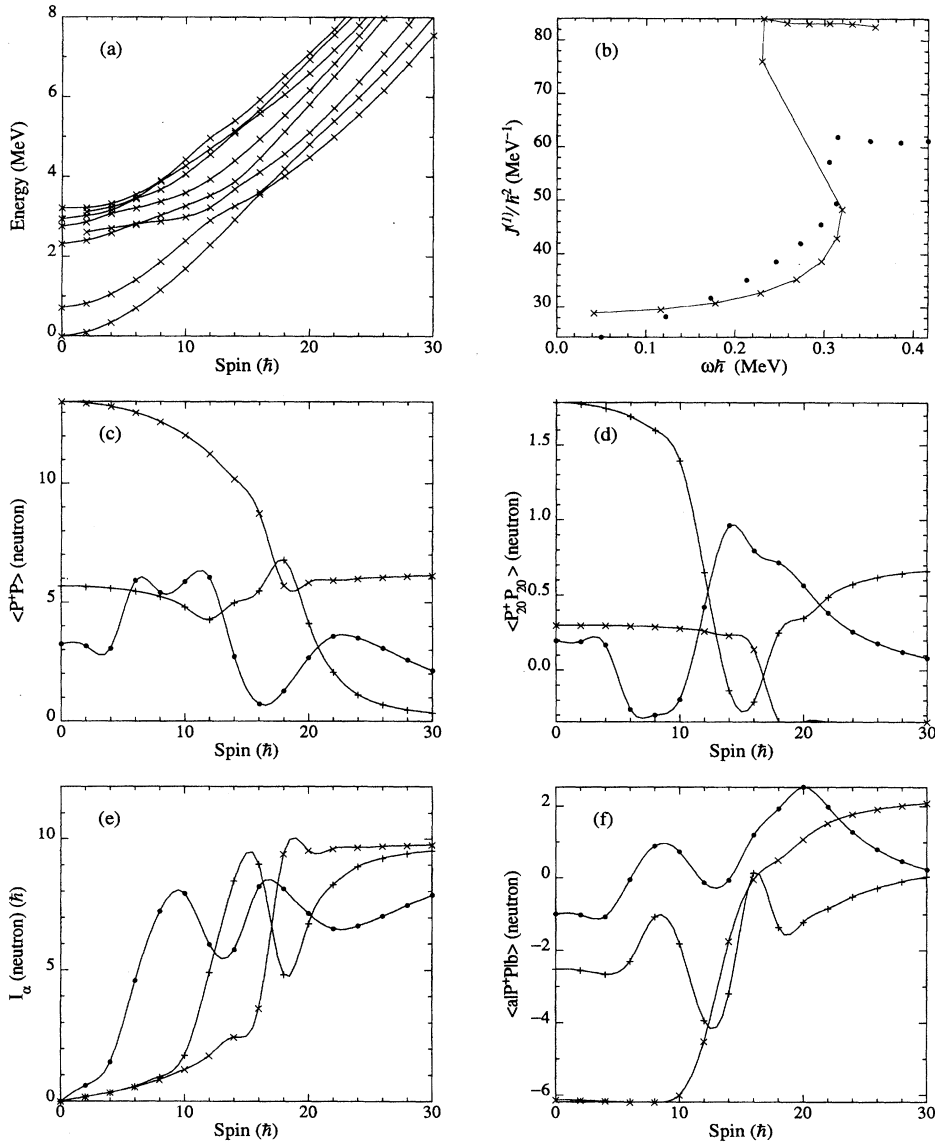 (a)
Energy (MeV)
8
6
4
2
0
0
10
20
30
Spin (ħ)
(b)
J⁽¹⁾/ħ² (MeV⁻¹)
80
70
60
50
40
30
0.0
0.1
0.2
0.3
0.4
ωħ (MeV)
(c)
<P⁺P> (neutron)
10
5
0
0
10
20
30
Spin (ħ)
(d)
<P⁺₂₀P₂₀> (neutron)
1.5
1.0
0.5
0.0
0
10
20
30
Spin (ħ)
(e)
Iα (neutron) (ħ)
10
5
0
0
10
20
30
Spin (ħ)
(f)
<a|P⁺P|b> (neutron)
2
0
−2
−4
−6
0
10
20
30
Spin (ħ)